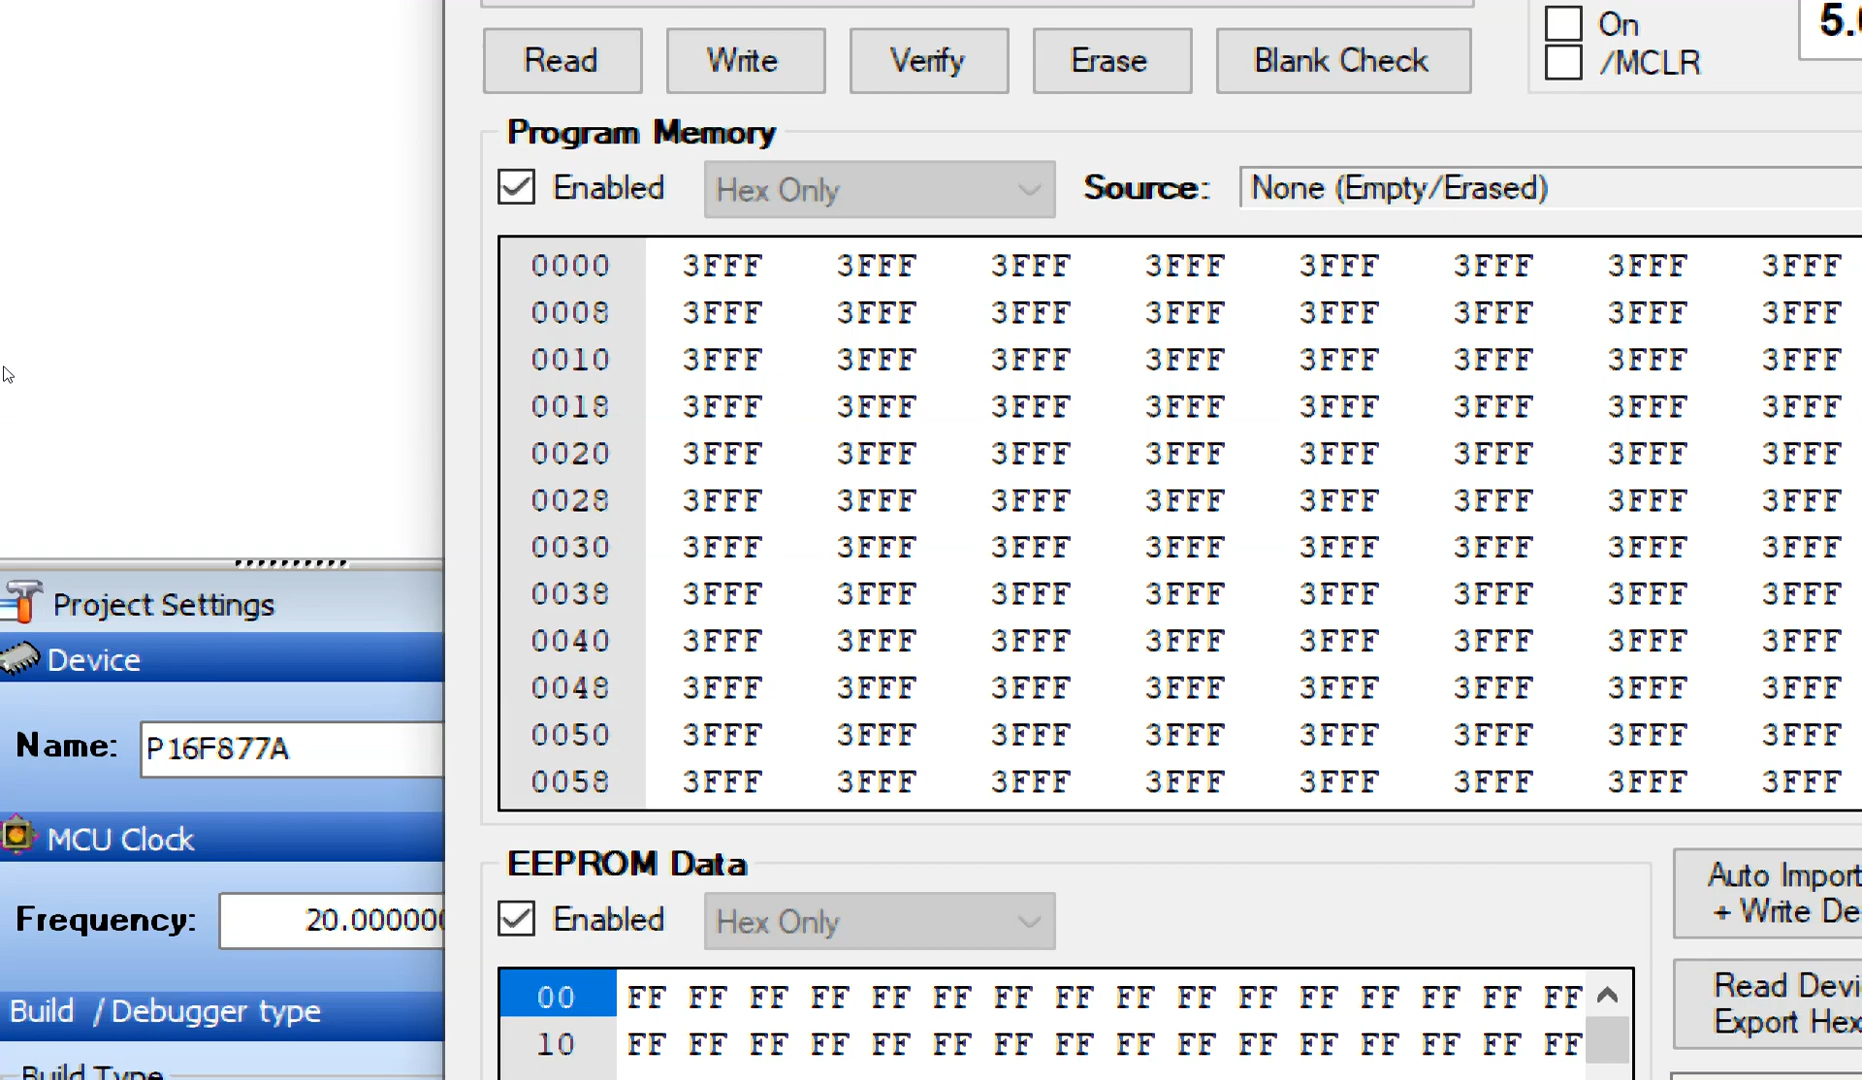 Read Write Verify Erase Blank Check
On
/MCLR
Program Memory
Enabled Hex Only Source: None (Empty/Erased)
0000 3FFF 3FFF 3FFF 3FFF 3FFF 3FFF 3FFF 3FFF
0008 3FFF 3FFF 3FFF 3FFF 3FFF 3FFF 3FFF 3FFF
0010 3FFF 3FFF 3FFF 3FFF 3FFF 3FFF 3FFF 3FFF
0018 3FFF 3FFF 3FFF 3FFF 3FFF 3FFF 3FFF 3FFF
0020 3FFF 3FFF 3FFF 3FFF 3FFF 3FFF 3FFF 3FFF
0028 3FFF 3FFF 3FFF 3FFF 3FFF 3FFF 3FFF 3FFF
0030 3FFF 3FFF 3FFF 3FFF 3FFF 3FFF 3FFF 3FFF
0038 3FFF 3FFF 3FFF 3FFF 3FFF 3FFF 3FFF 3FFF
0040 3FFF 3FFF 3FFF 3FFF 3FFF 3FFF 3FFF 3FFF
0048 3FFF 3FFF 3FFF 3FFF 3FFF 3FFF 3FFF 3FFF
0050 3FFF 3FFF 3FFF 3FFF 3FFF 3FFF 3FFF 3FFF
0058 3FFF 3FFF 3FFF 3FFF 3FFF 3FFF 3FFF 3FFF
EEPROM Data
Enabled Hex Only
00 FF FF FF FF FF FF FF FF FF FF FF FF FF FF FF FF
10 FF FF FF FF FF FF FF FF FF FF FF FF FF FF FF FF
Auto Import
+ Write De
Read Devi
Export Hex
Project Settings
Device
Name: P16F877A
MCU Clock
Frequency: 20.000000
Build / Debugger type
Build Type